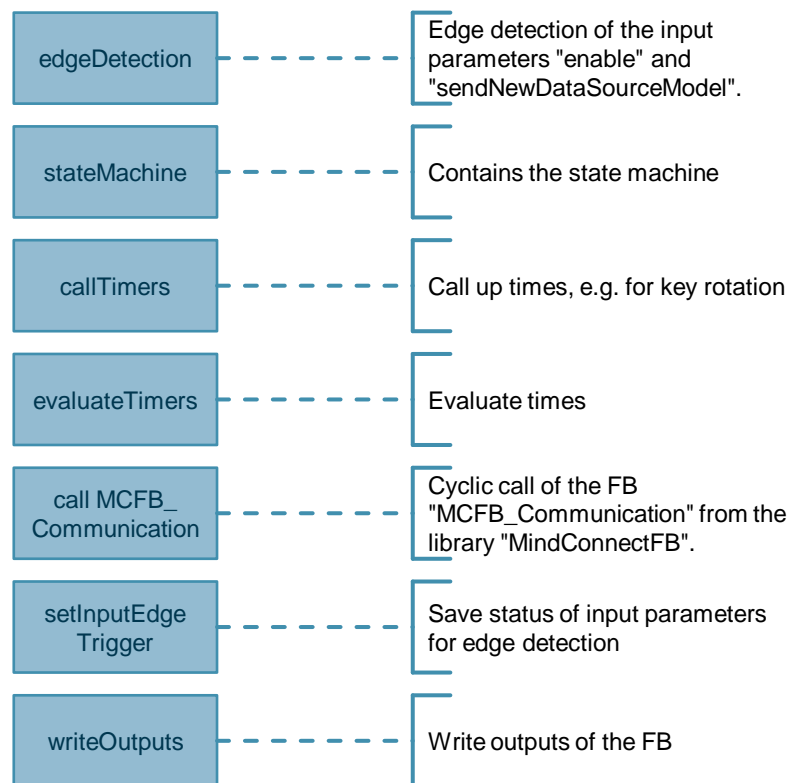 edgeDetection
Edge detection of the input
parameters "enable" and
"sendNewDataSourceModel".
stateMachine
Contains the state machine
callTimers
Call up times, e.g. for key rotation
evaluateTimers
Evaluate times
call MCFB_
Communication
Cyclic call of the FB
"MCFB_Communication" from the
library "MindConnectFB".
setInputEdge
Trigger
Save status of input parameters
for edge detection
writeOutputs
Write outputs of the FB